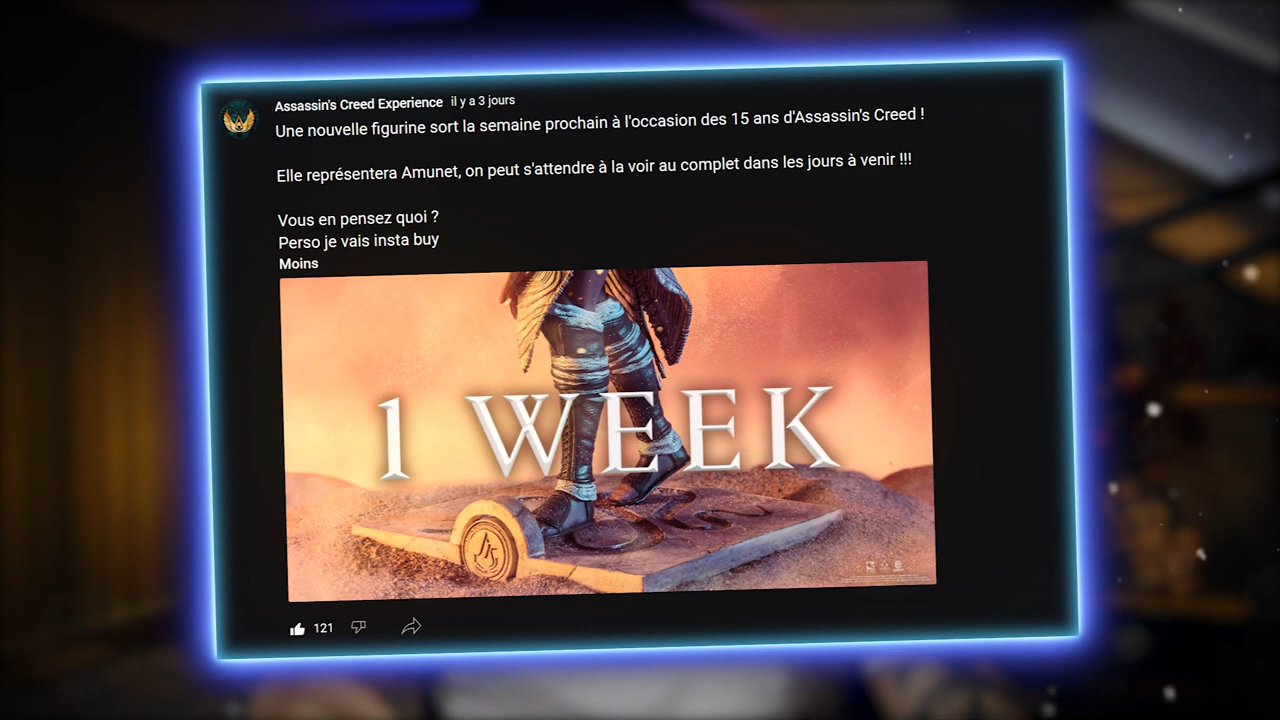 Assassin's Creed Experience il y a 3 jours
Une nouvelle figurine sort la semaine prochain à l'occasion des 15 ans d'Assassin's Creed !
Elle représentera Amunet, on peut s'attendre à la voir au complet dans les jours à venir !!!
Vous en pensez quoi ?
Perso je vais insta buy
Moins
1 WEEK
121